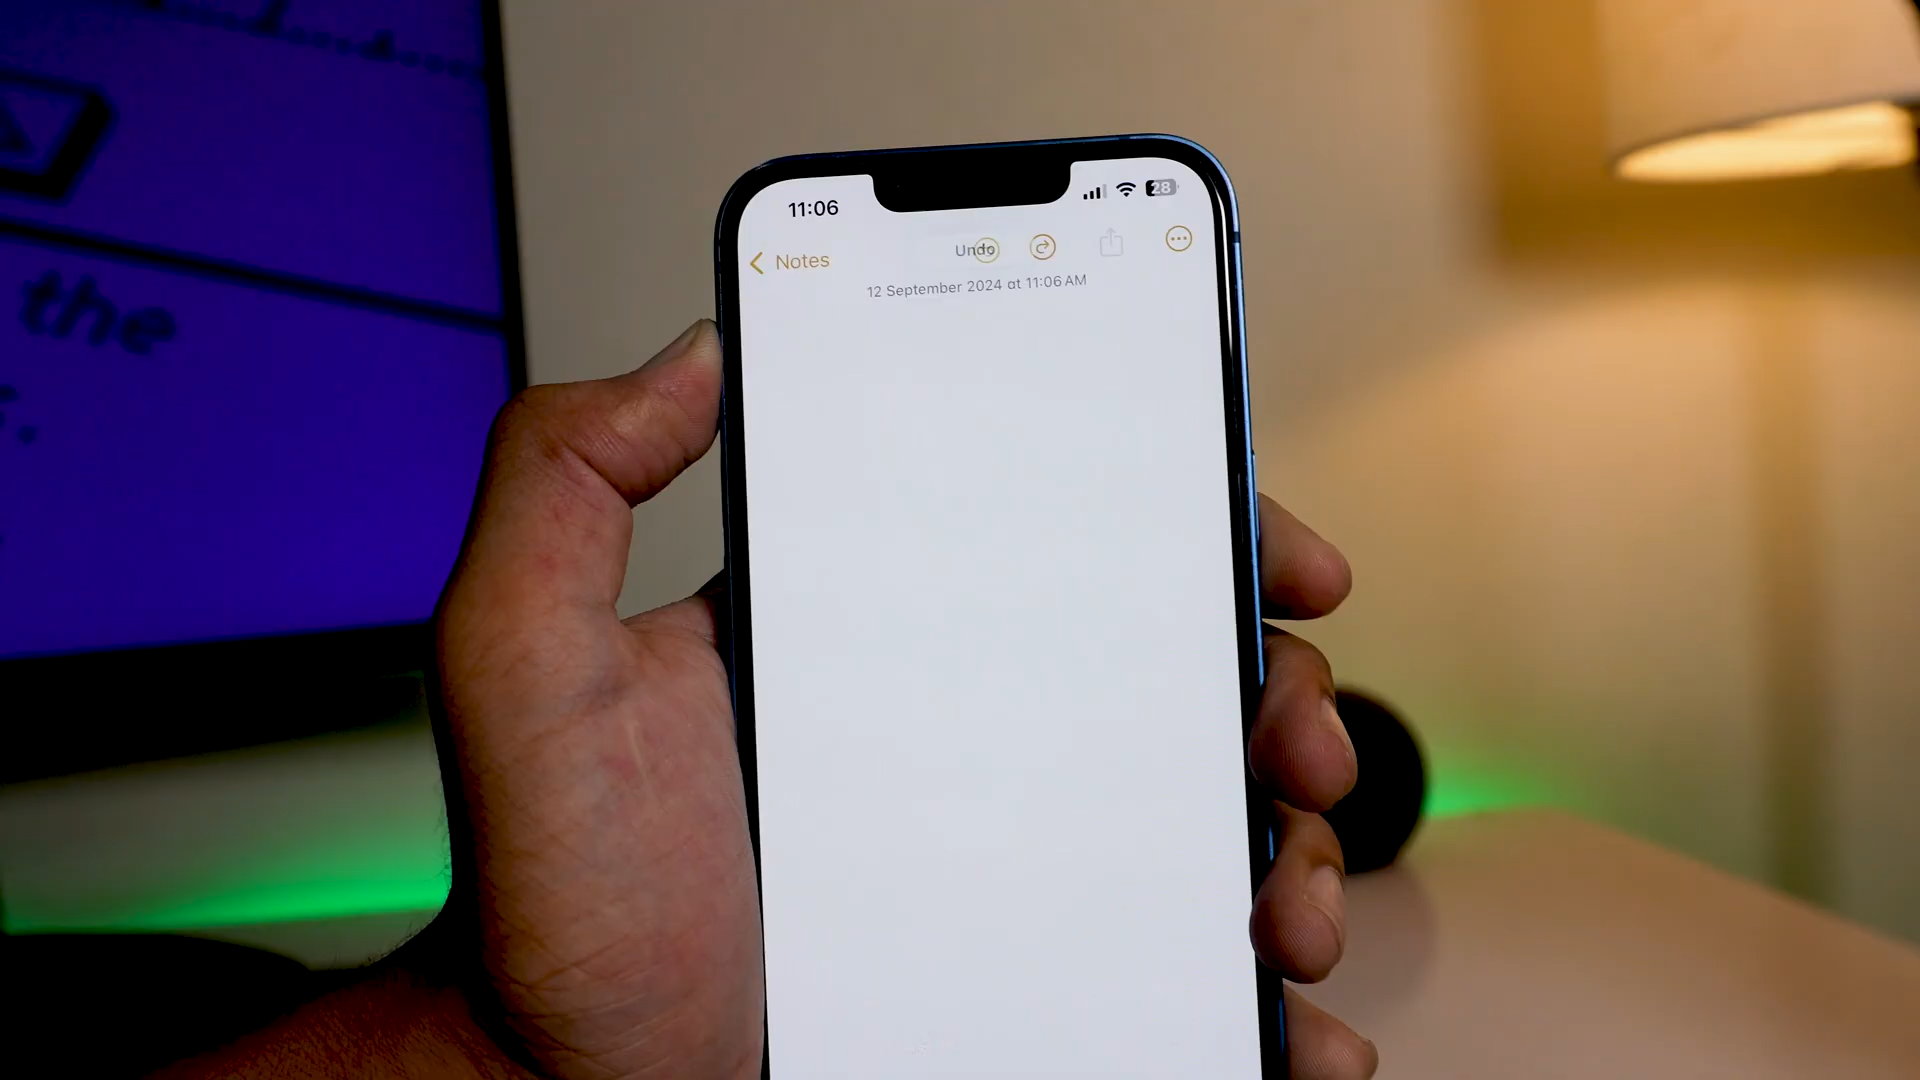 the
11:06
28
Notes
Undo
12 September 2024 at 11:06 AM